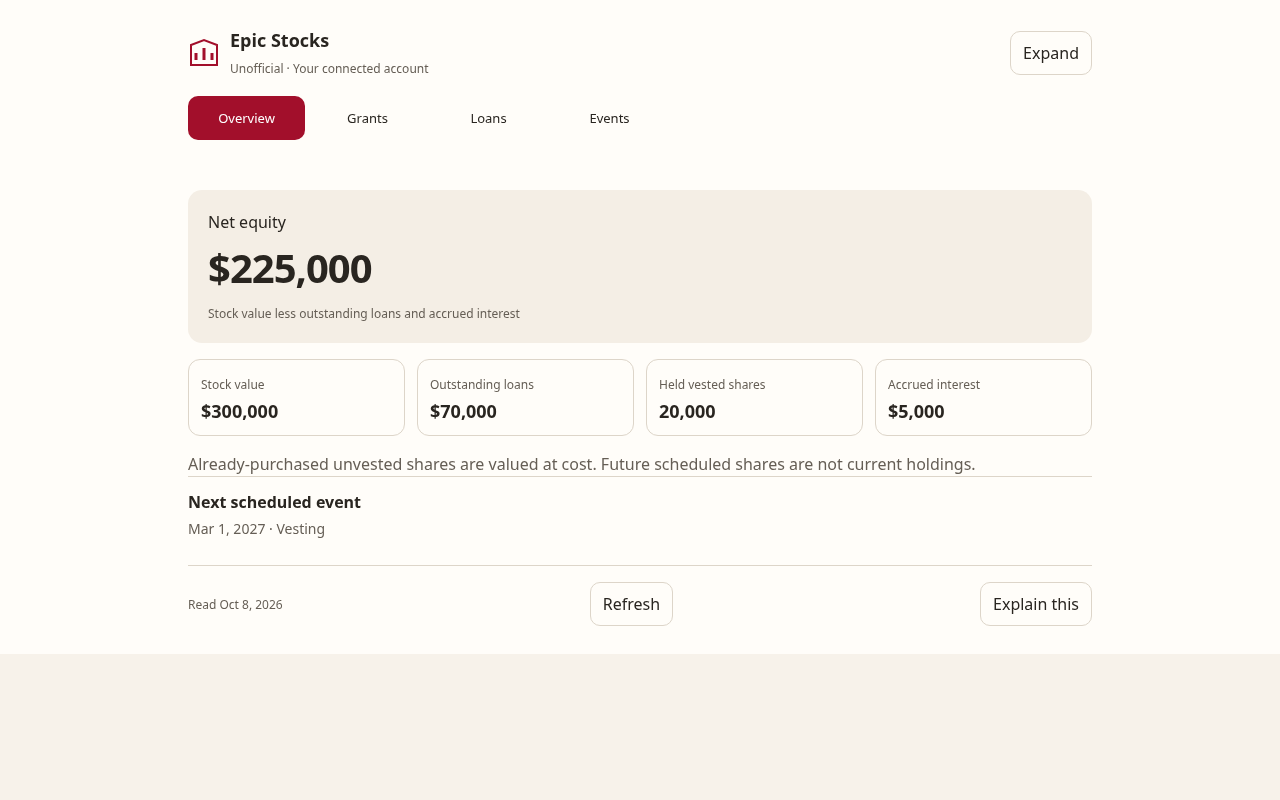 Epic Stocks
Unofficial · Your connected account
Expand
Overview
Grants
Loans
Events
Net equity
$225,000
Stock value less outstanding loans and accrued interest
Stock value
$300,000
Outstanding loans
$70,000
Held vested shares
20,000
Accrued interest
$5,000
Already-purchased unvested shares are valued at cost. Future scheduled shares are not current holdings.
Next scheduled event
Mar 1, 2027 · Vesting
Read Oct 8, 2026
Refresh
Explain this